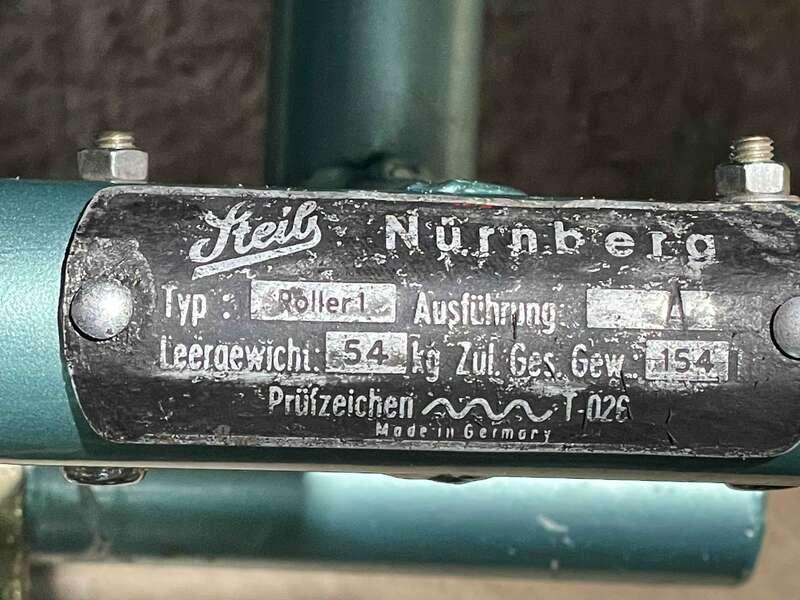 Steib Nürnberg
Typ: Roller 1 Ausführung A
Leergewicht: 54 kg Zul. Ges. Gew.: 154
Prüfzeichen T-026
Made in Germany